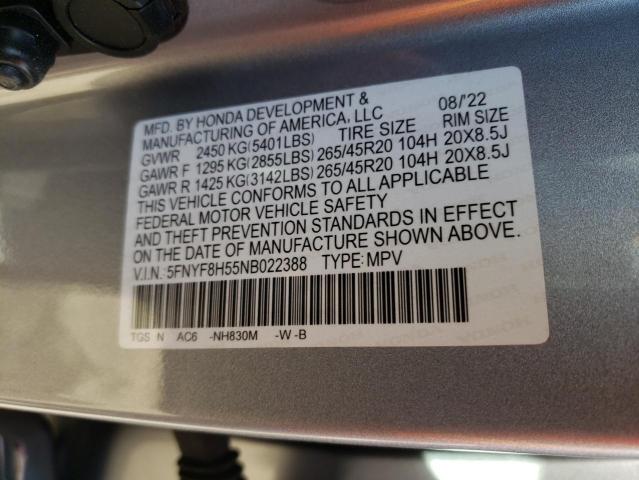 MFD. BY HONDA DEVELOPMENT & 08/'22
MANUFACTURING OF AMERICA, LLC
GVWR 2450 KG(5401LBS) TIRE SIZE RIM SIZE
GAWR F 1295 KG(2855LBS) 265/45R20 104H 20X8.5J
GAWR R 1425 KG(3142LBS) 265/45R20 104H 20X8.5J
THIS VEHICLE CONFORMS TO ALL APPLICABLE
FEDERAL MOTOR VEHICLE SAFETY
AND THEFT PREVENTION STANDARDS IN EFFECT
ON THE DATE OF MANUFACTURE SHOWN ABOVE.
V.I.N.: 5FNYF8H55NB022388 TYPE: MPV
TGS N AC6 -NH830M -W -B